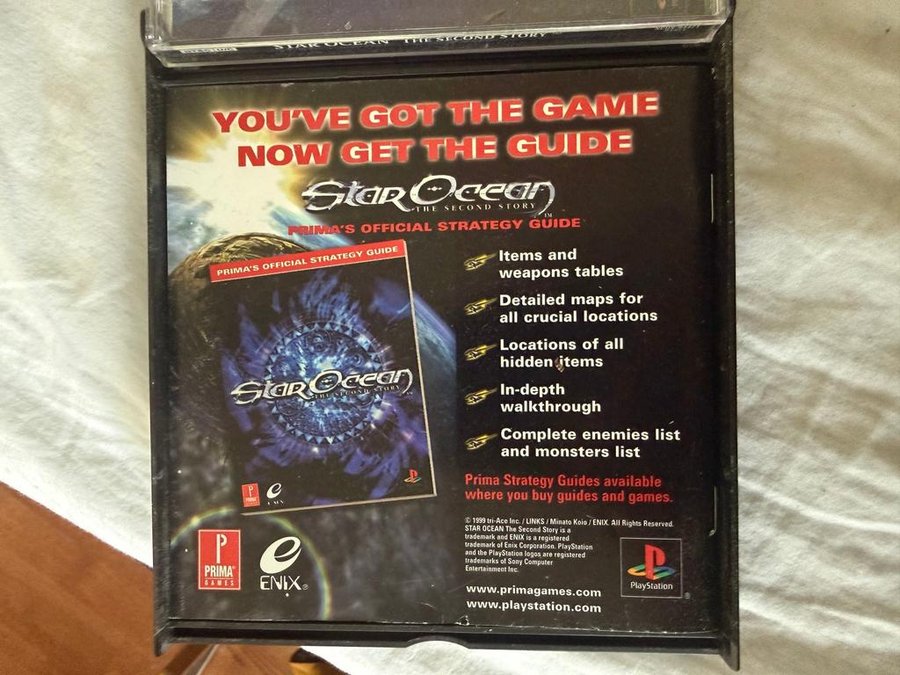 STAR OCEAN THE SECOND STORY
YOU'VE GOT THE GAME
NOW GET THE GUIDE
STAR OCEAN
THE SECOND STORY™
PRIMA'S OFFICIAL STRATEGY GUIDE
PRIMA'S OFFICIAL STRATEGY GUIDE
STAR OCEAN
THE SECOND STORY
PRIMA
ENIX
Items and
weapons tables
Detailed maps for
all crucial locations
Locations of all
hidden items
In-depth
walkthrough
Complete enemies list
and monsters list
Prima Strategy Guides available
where you buy guides and games.
© 1999 tri-Ace Inc. / LINKS / Minato Koio / ENIX. All Rights Reserved.
STAR OCEAN The Second Story is a
trademark and ENIX is a registered
trademark of Enix Corporation. PlayStation
and the PlayStation logos are registered
trademarks of Sony Computer
Entertainment Inc.
PRIMA®
GAMES
ENIX®
PlayStation®
www.primagames.com
www.playstation.com